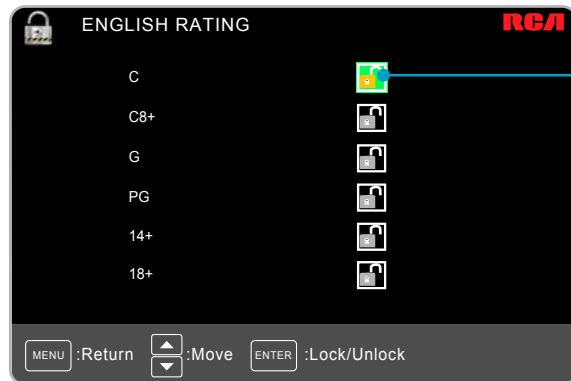 ENGLISH RATING RCA
C
C8+
G
PG
14+
18+
MENU :Return :Move ENTER :Lock/Unlock